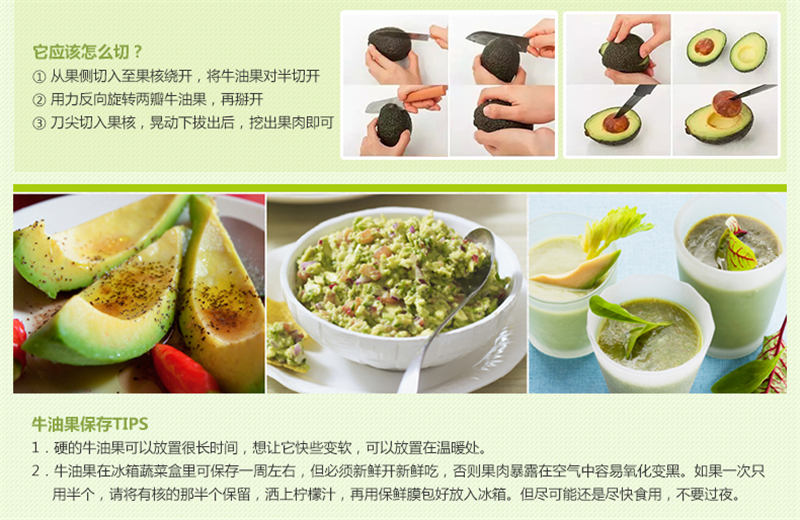 它应该怎么切？
① 从果侧切入至果核绕开，将牛油果对半切开
② 用力反向旋转两瓣牛油果，再掰开
③ 刀尖切入果核，晃动下拔出后，挖出果肉即可
牛油果保存TIPS
1．硬的牛油果可以放置很长时间，想让它快些变软，可以放置在温暖处。
2．牛油果在冰箱蔬菜盒里可保存一周左右，但必须新鲜开新鲜吃，否则果肉暴露在空气中容易氧化变黑。如果一次只
用半个，请将有核的那半个保留，洒上柠檬汁，再用保鲜膜包好放入冰箱。但尽可能还是尽快食用，不要过夜。